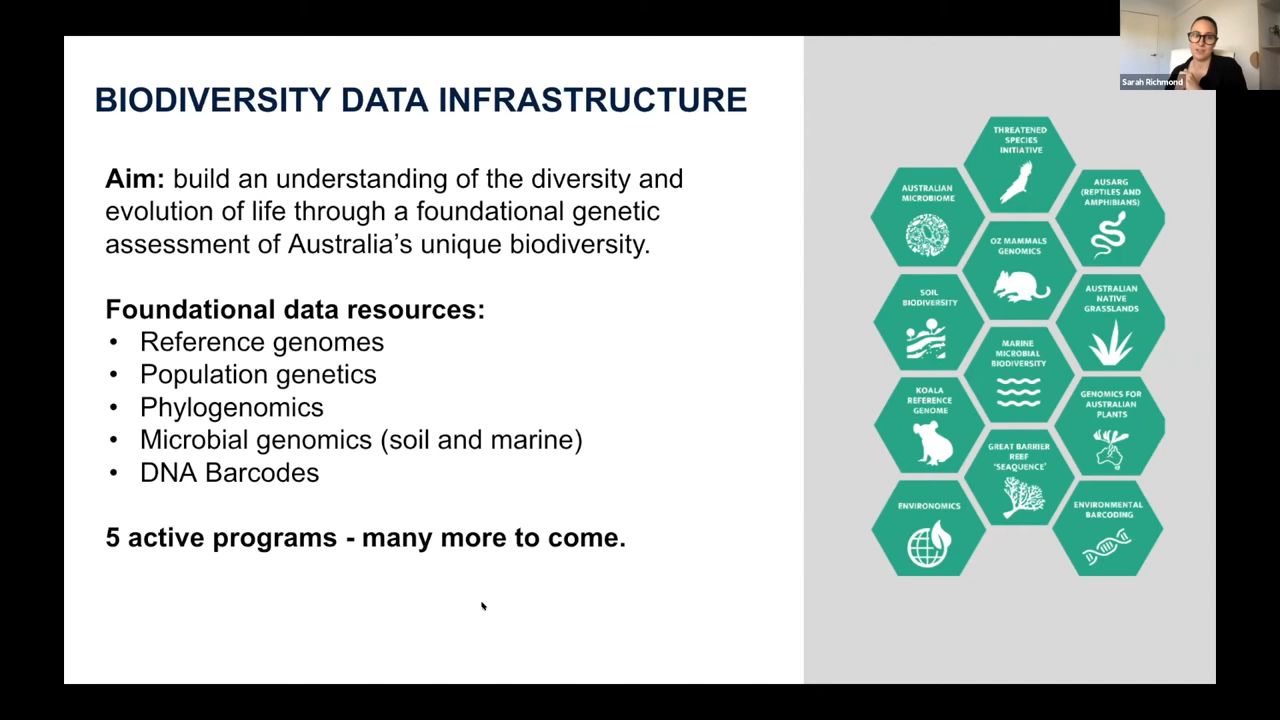 BIODIVERSITY DATA INFRASTRUCTURE
Aim: build an understanding of the diversity and
evolution of life through a foundational genetic
assessment of Australia’s unique biodiversity.
Foundational data resources:
• Reference genomes
• Population genetics
• Phylogenomics
• Microbial genomics (soil and marine)
• DNA Barcodes
5 active programs - many more to come.
Sarah Richmond
THREATENED
SPECIES
INITIATIVE
AUSTRALIAN
MICROBIOME
AUSARG
(REPTILES AND
AMPHIBIANS)
OZ MAMMALS
GENOMICS
SOIL
BIODIVERSITY
AUSTRALIAN
NATIVE
GRASSLANDS
MARINE
MICROBIAL
BIODIVERSITY
KOALA
REFERENCE
GENOME
GENOMICS FOR
AUSTRALIAN
PLANTS
GREAT BARRIER
REEF
'SEAQUENCE'
ENVIRONOMICS
ENVIRONMENTAL
BARCODING